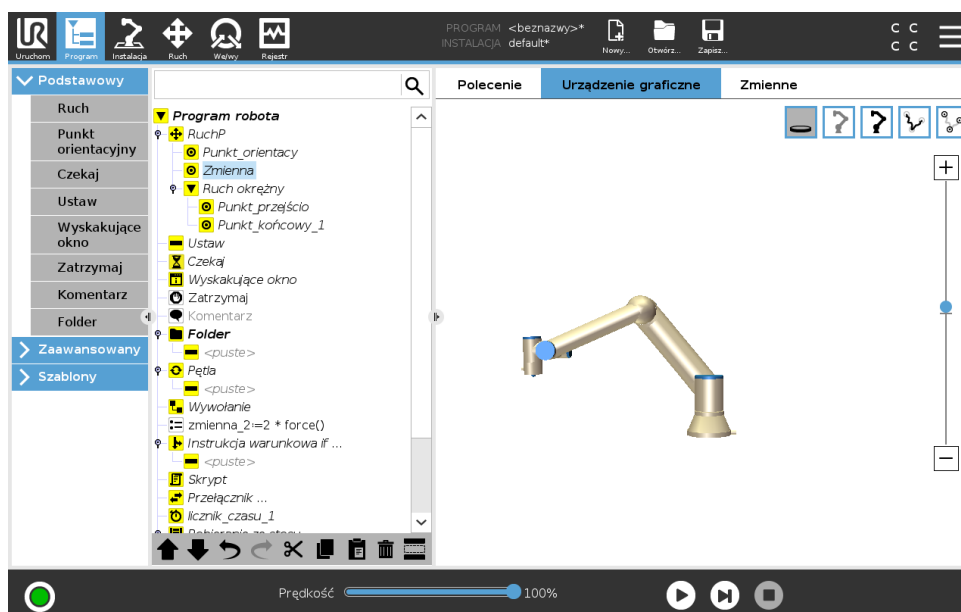 PROGRAM <beznazwy>*
INSTALACJA default*
Uruchom
Program
Instalacja
Ruch
We/wy
Rejestr
Nowy...
Otwórz...
Zapisz...
C C
C C
Podstawowy
Ruch
Punkt
orientacyjny
Czekaj
Ustaw
Wyskakujące
okno
Zatrzymaj
Komentarz
Folder
Zaawansowany
Szablony
Program robota
RuchP
Punkt_orientacy
Zmienna
Ruch okrężny
Punkt_przejścio
Punkt_końcowy_1
Ustaw
Czekaj
Wyskakujące okno
Zatrzymaj
Komentarz
Folder
<puste>
Pętla
<puste>
Wywołanie
zmienna_2:=2 * force()
Instrukcja warunkowa if ...
<puste>
Skrypt
Przełącznik ...
licznik_czasu_1
Polecenie
Urządzenie graficzne
Zmienne
Prędkość
100%